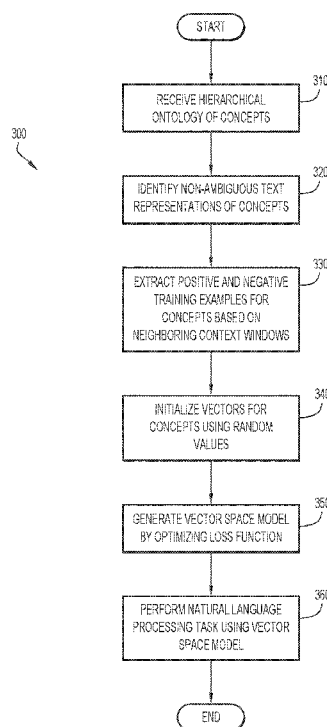 START
310
RECEIVE HIERARCHICAL
ONTOLOGY OF CONCEPTS
300
320
IDENTIFY NON-AMBIGUOUS TEXT
REPRESENTATIONS OF CONCEPTS
330
EXTRACT POSITIVE AND NEGATIVE
TRAINING EXAMPLES FOR
CONCEPTS BASED ON
NEIGHBORING CONTEXT WINDOWS
340
INITIALIZE VECTORS FOR
CONCEPTS USING RANDOM
VALUES
350
GENERATE VECTOR SPACE MODEL
BY OPTIMIZING LOSS FUNCTION
360
PERFORM NATURAL LANGUAGE
PROCESSING TASK USING VECTOR
SPACE MODEL
END